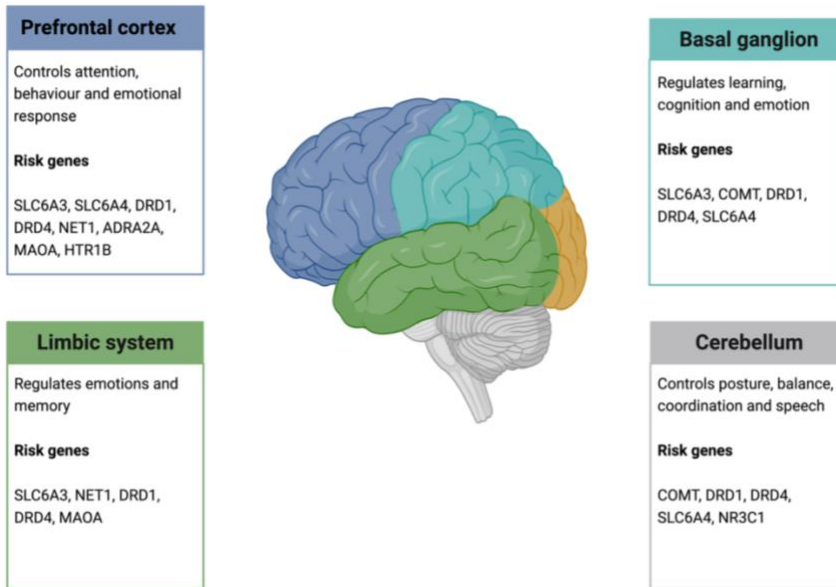 Prefrontal cortex
Controls attention,
behaviour and emotional
response
Risk genes
SLC6A3, SLC6A4, DRD1,
DRD4, NET1, ADRA2A,
MAOA, HTR1B
Basal ganglion
Regulates learning,
cognition and emotion
Risk genes
SLC6A3, COMT, DRD1,
DRD4, SLC6A4
Limbic system
Regulates emotions and
memory
Risk genes
SLC6A3, NET1, DRD1,
DRD4, MAOA
Cerebellum
Controls posture, balance,
coordination and speech
Risk genes
COMT, DRD1, DRD4,
SLC6A4, NR3C1